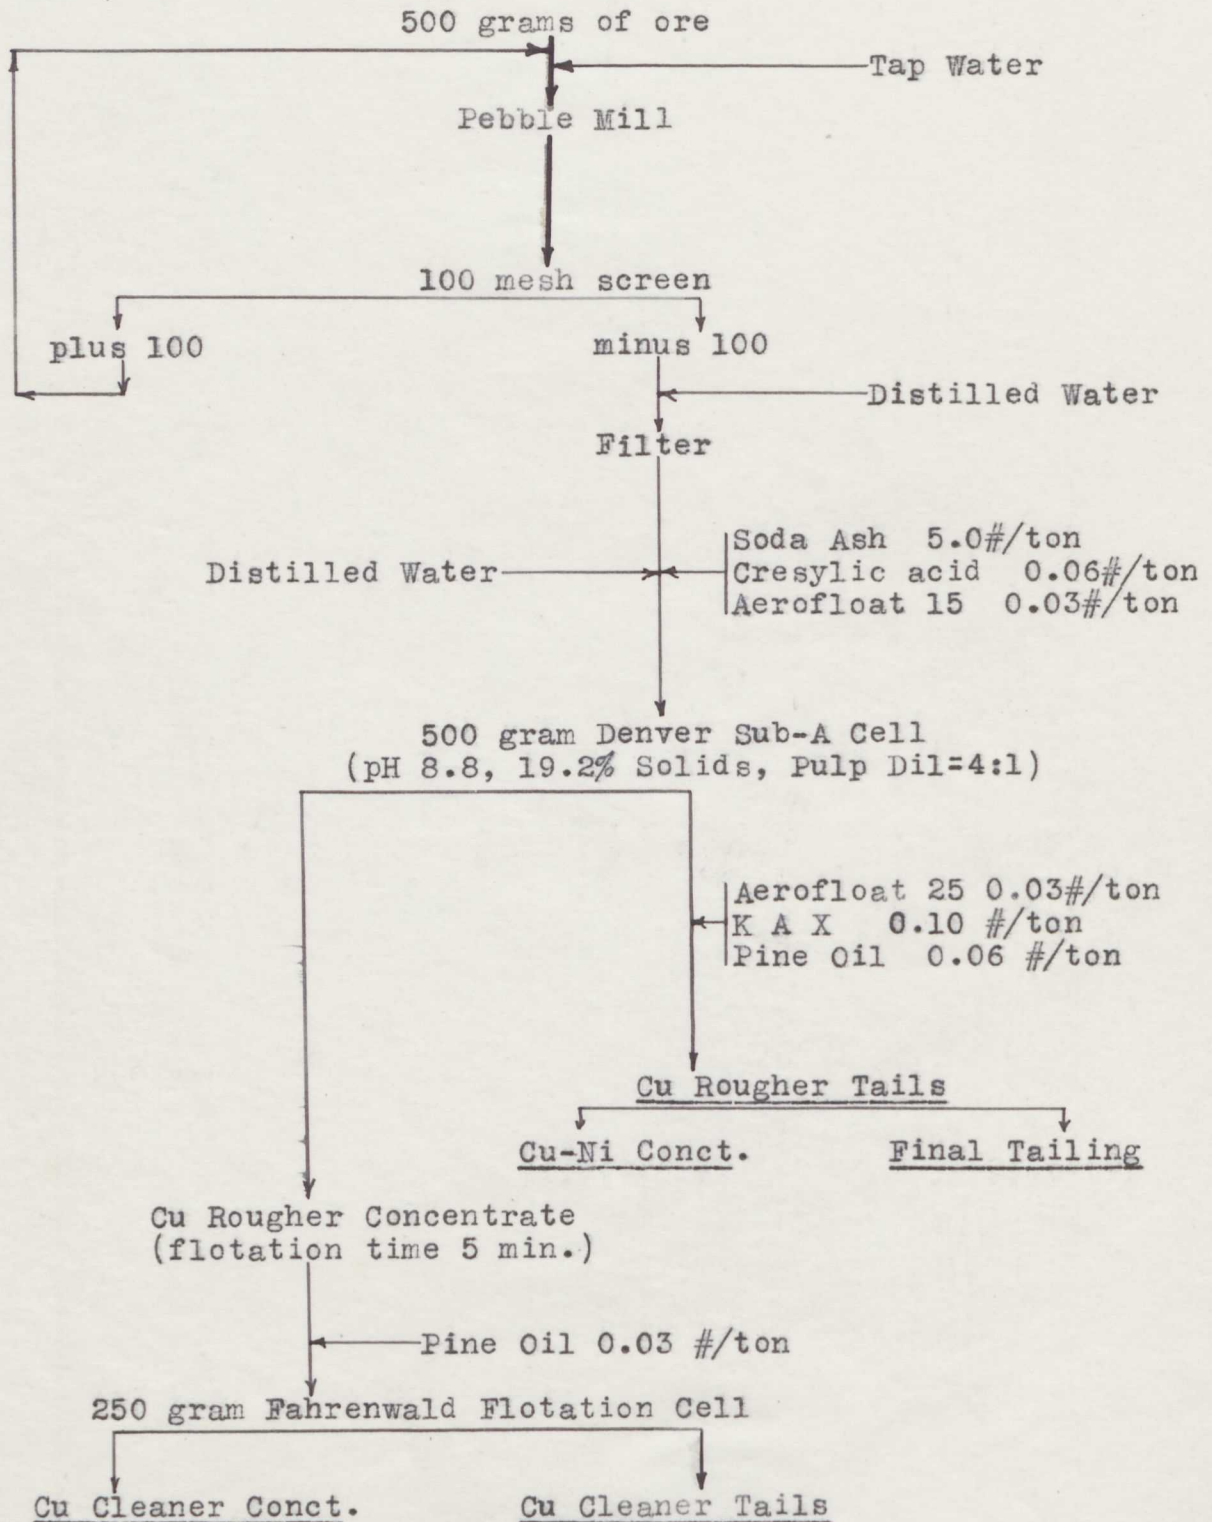 500 grams of ore
Tap Water
Pebble Mill
100 mesh screen
plus 100
minus 100
Distilled Water
Filter
Soda Ash 5.0#/ton
Distilled Water
Cresylic acid 0.06#/ton
Aerofloat 15 0.03#/ton
500 gram Denver Sub-A Cell
(pH 8.8, 19.2% Solids, Pulp Dil=4:1)
Aerofloat 25 0.03#/ton
K A X 0.10 #/ton
Pine Oil 0.06 #/ton
Cu Rougher Tails
Cu-Ni Conct.
Final Tailing
Cu Rougher Concentrate
(flotation time 5 min.)
Pine Oil 0.03 #/ton
250 gram Fahrenwald Flotation Cell
Cu Cleaner Conct.
Cu Cleaner Tails